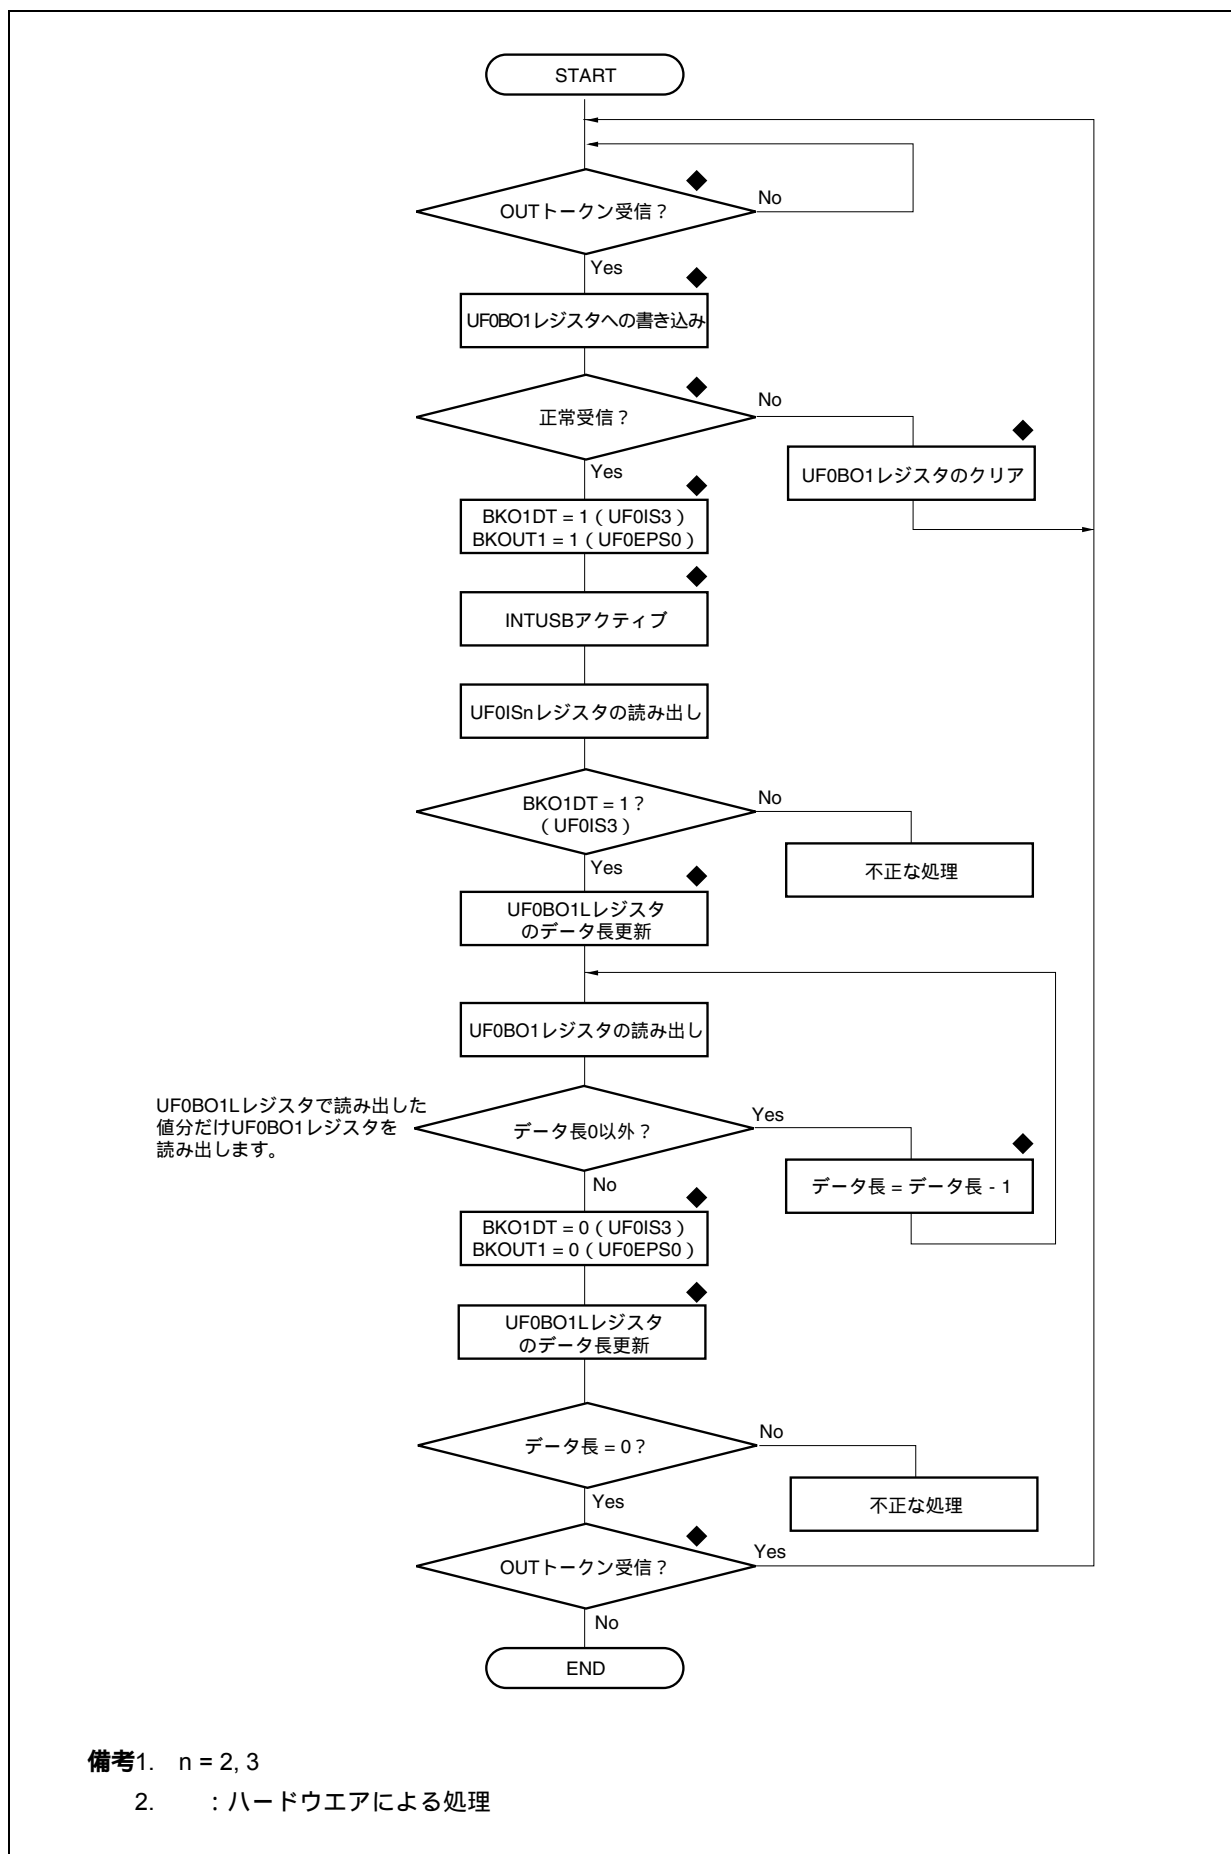 START
OUTトークン受信？
No
Yes
UF0BO1レジスタへの書き込み
正常受信？
No
UF0BO1レジスタのクリア
Yes
BKO1DT = 1（UF0IS3）
BKOUT1 = 1（UF0EPS0）
INTUSBアクティブ
UF0ISnレジスタの読み出し
BKO1DT = 1？
（UF0IS3）
No
不正な処理
Yes
UF0BO1Lレジスタ
のデータ長更新
UF0BO1レジスタの読み出し
UF0BO1Lレジスタで読み出した
値分だけUF0BO1レジスタを
読み出します。
データ長0以外？
Yes
データ長 = データ長 - 1
No
BKO1DT = 0（UF0IS3）
BKOUT1 = 0（UF0EPS0）
UF0BO1Lレジスタ
のデータ長更新
データ長 = 0？
No
不正な処理
Yes
OUTトークン受信？
Yes
No
END
備考1. n = 2, 3
2. ：ハードウエアによる処理